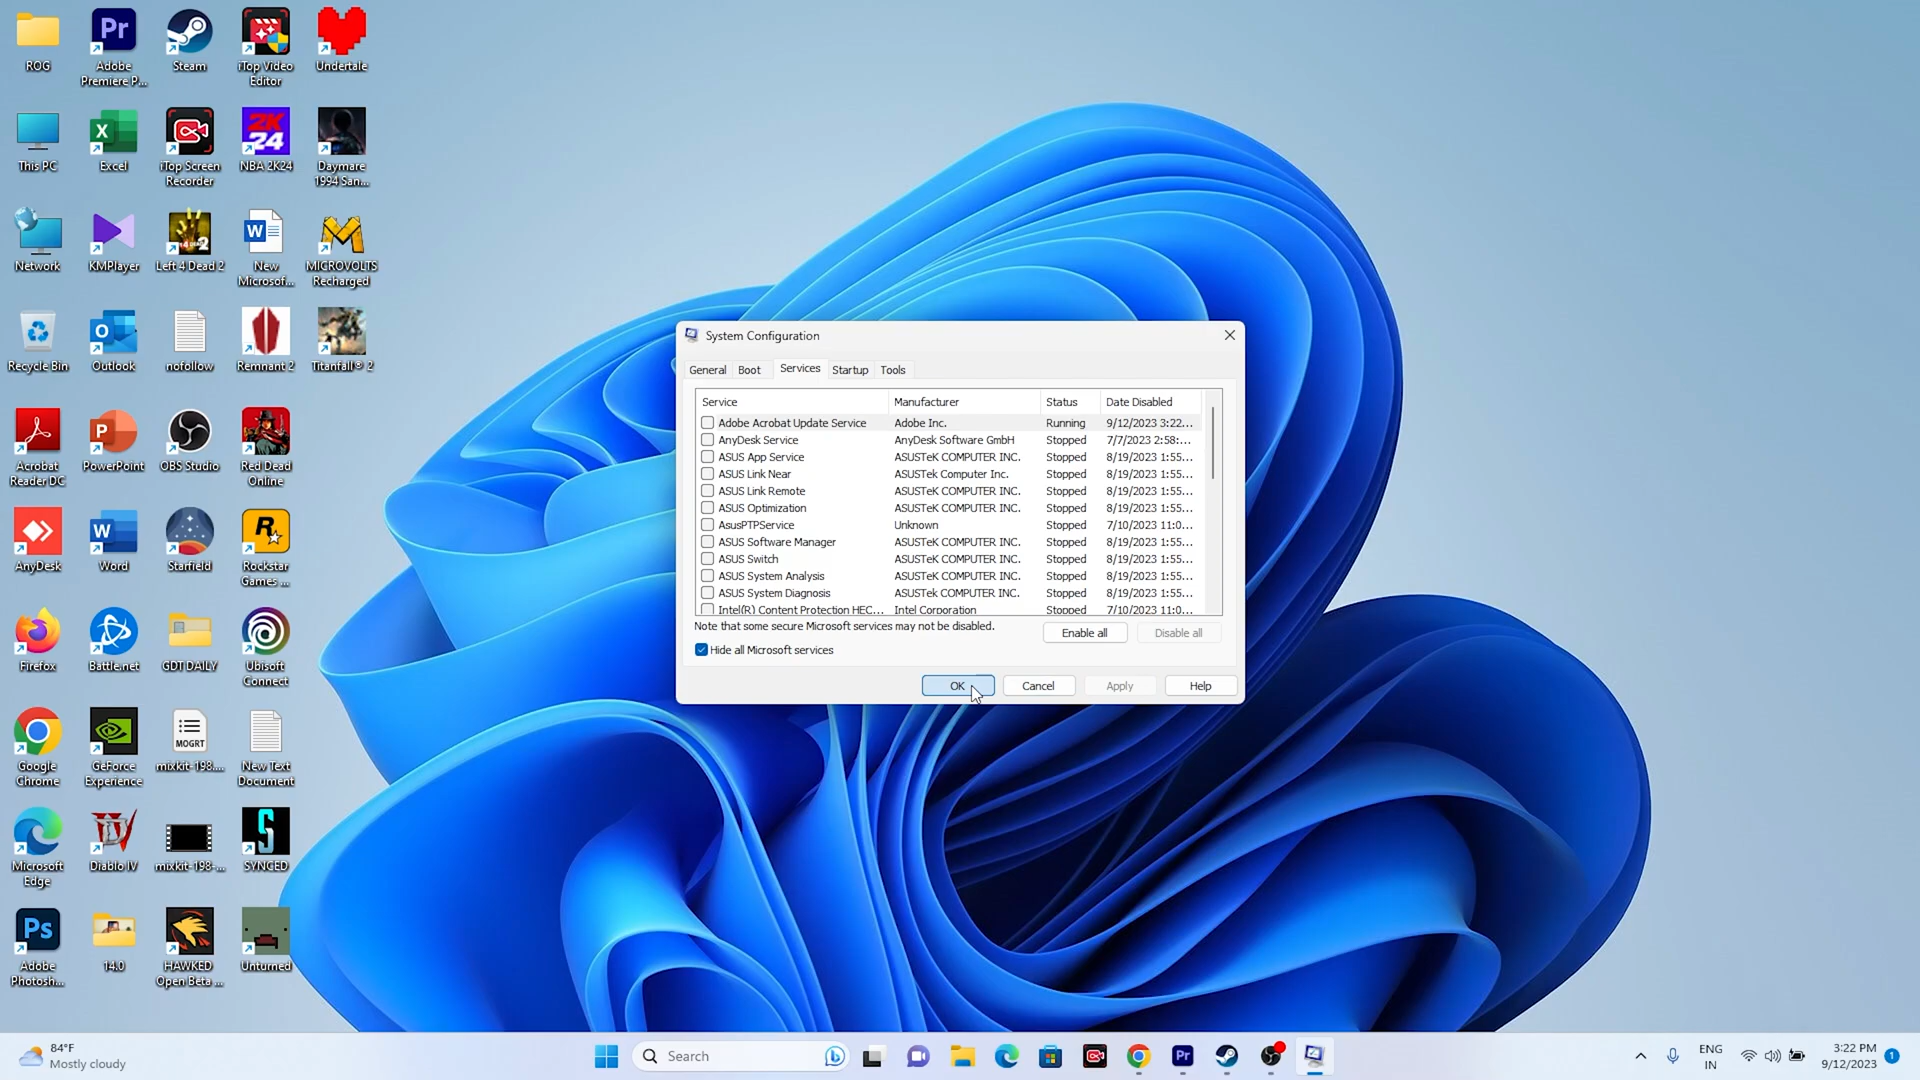 ROG
Adobe
Premiere P...
Steam
iTop Video
Editor
Undertale
This PC
Excel
iTop Screen
Recorder
NBA 2K24
Daymare
1994 San...
Network
KMPlayer
Left 4 Dead 2
New
Microsof...
MICROVOLTS
Recharged
Recycle Bin
Outlook
nofollow
Remnant 2
Titanfall® 2
Acrobat
Reader DC
PowerPoint
OBS Studio
Red Dead
Online
AnyDesk
Word
Starfield
Rockstar
Games ...
Firefox
Battle.net
GDT DAILY
Ubisoft
Connect
Google
Chrome
GeForce
Experience
MOGRT
mixkit-198....
New Text
Document
Microsoft
Edge
Diablo IV
mixkit-198-...
SYNCED
Adobe
Photosh...
14.0
HAWKED
Open Beta ...
Unturned
System Configuration
General Boot Services Startup Tools
Service Manufacturer Status Date Disabled
Adobe Acrobat Update Service Adobe Inc. Running 9/12/2023 3:22...
AnyDesk Service AnyDesk Software GmbH Stopped 7/7/2023 2:58:...
ASUS App Service ASUSTeK COMPUTER INC. Stopped 8/19/2023 1:55...
ASUS Link Near ASUSTeK Computer Inc. Stopped 8/19/2023 1:55...
ASUS Link Remote ASUSTeK COMPUTER INC. Stopped 8/19/2023 1:55...
ASUS Optimization ASUSTeK COMPUTER INC. Stopped 8/19/2023 1:55...
AsusPTPService Unknown Stopped 7/10/2023 11:0...
ASUS Software Manager ASUSTeK COMPUTER INC. Stopped 8/19/2023 1:55...
ASUS Switch ASUSTeK COMPUTER INC. Stopped 8/19/2023 1:55...
ASUS System Analysis ASUSTeK COMPUTER INC. Stopped 8/19/2023 1:55...
ASUS System Diagnosis ASUSTeK COMPUTER INC. Stopped 8/19/2023 1:55...
Intel(R) Content Protection HEC... Intel Corporation Stopped 7/10/2023 11:0...
Note that some secure Microsoft services may not be disabled.
Enable all Disable all
Hide all Microsoft services
OK Cancel Apply Help
84°F
Mostly cloudy
Search
ENG
IN
3:22 PM
9/12/2023
1